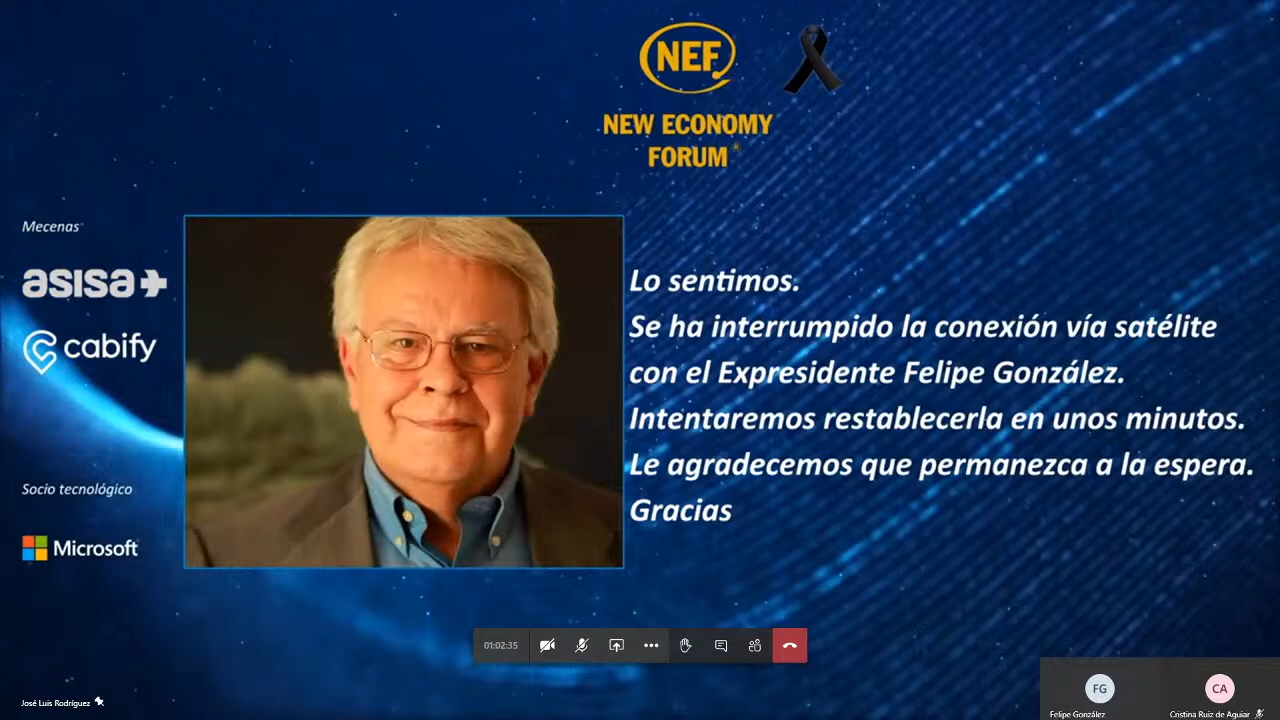 NEF
NEW ECONOMY
FORUM®
Mecenas
asisa
cabify
Socio tecnológico
Microsoft
Lo sentimos.
Se ha interrumpido la conexión vía satélite
con el Expresidente Felipe González.
Intentaremos restablecerla en unos minutos.
Le agradecemos que permanezca a la espera.
Gracias
01:02:35
José Luis Rodríguez
FG
Felipe González
CA
Cristina Ruiz de Aguiar